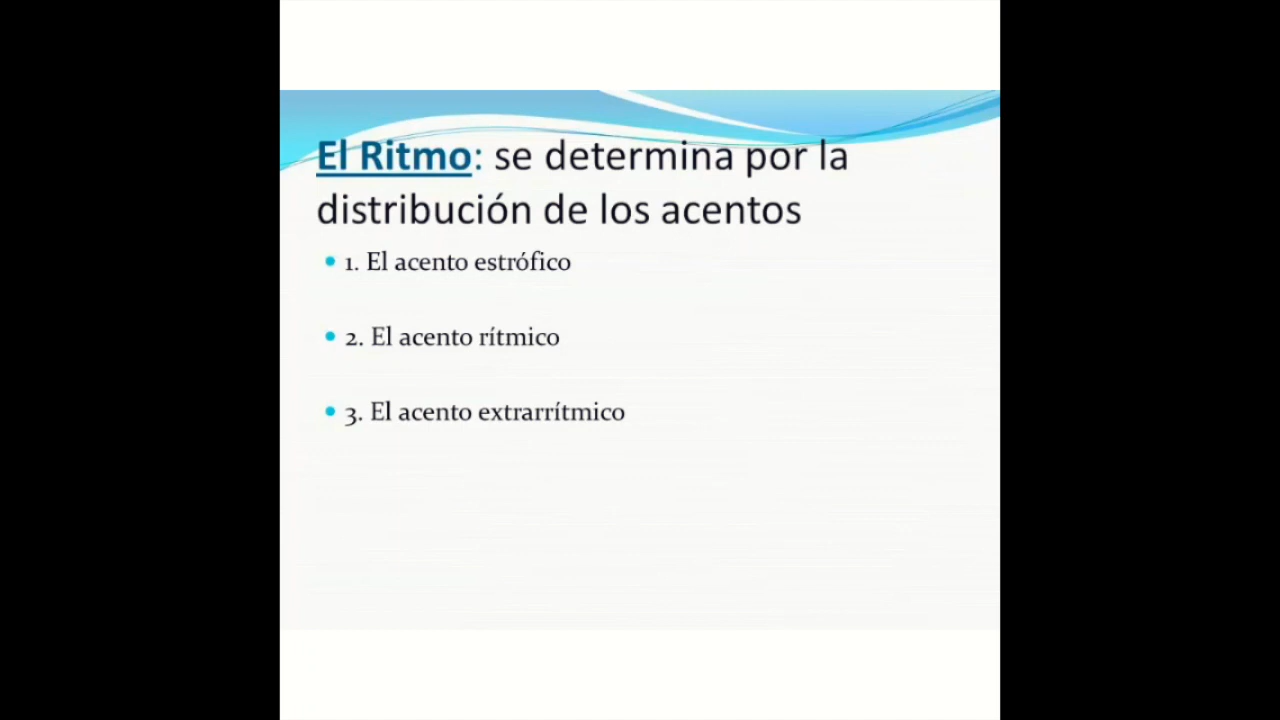 El Ritmo: se determina por la
distribución de los acentos
• 1. El acento estrófico
• 2. El acento rítmico
• 3. El acento extrarrítmico